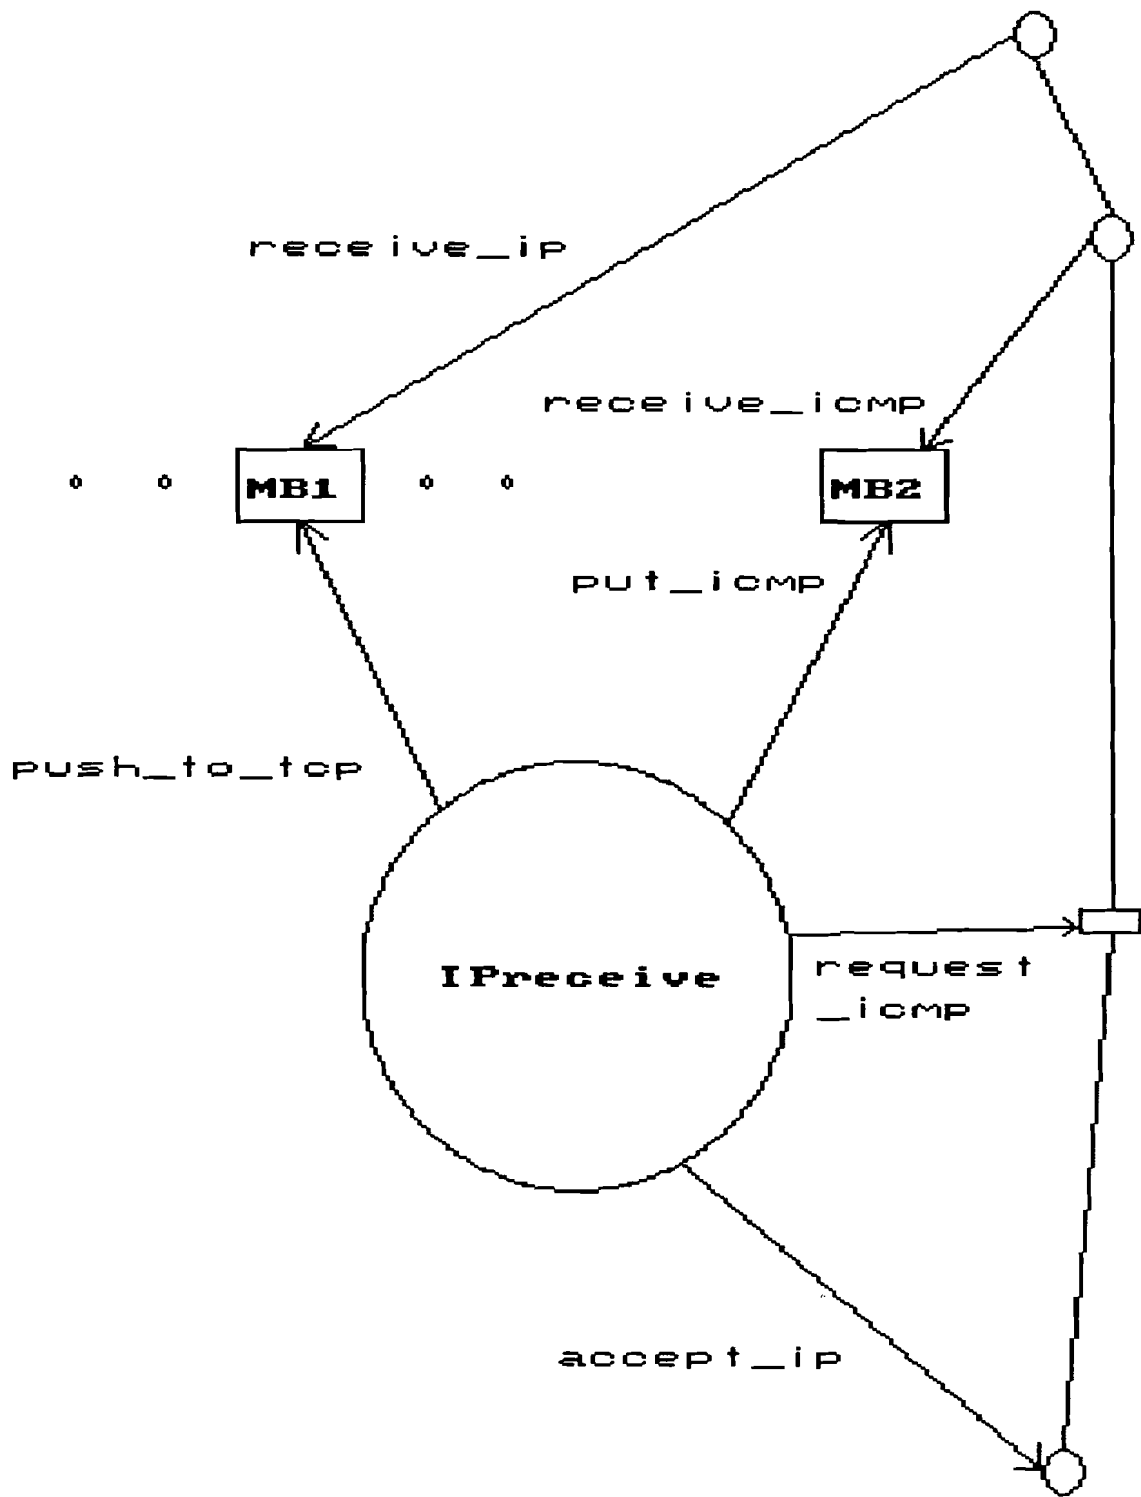 receive_ip
receive_icmp
MB1
MB2
put_icmp
push_to_tcp
IPreceive
request
_icmp
accept_ip